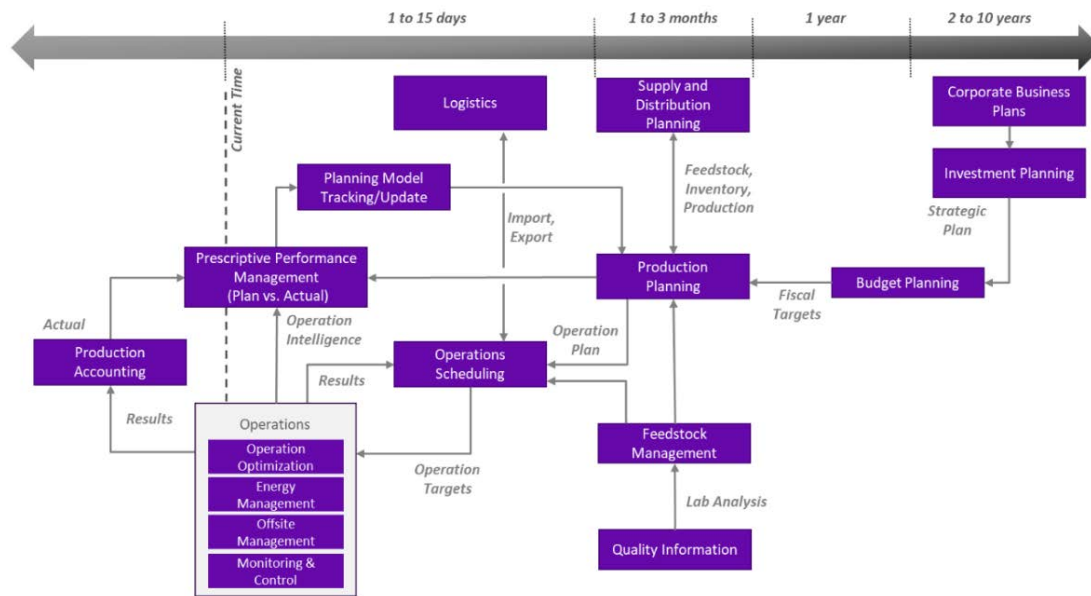 1 to 15 days
1 to 3 months
1 year
2 to 10 years
Current Time
Logistics
Supply and
Distribution
Planning
Corporate Business
Plans
Planning Model
Tracking/Update
Feedstock,
Inventory,
Production
Investment Planning
Import,
Export
Strategic
Plan
Prescriptive Performance
Management
(Plan vs. Actual)
Production
Planning
Budget Planning
Fiscal
Targets
Actual
Operation
Intelligence
Operation
Plan
Production
Accounting
Results
Operations
Scheduling
Results
Operations
Operation
Optimization
Energy
Management
Offsite
Management
Monitoring &
Control
Operation
Targets
Feedstock
Management
Lab Analysis
Quality Information